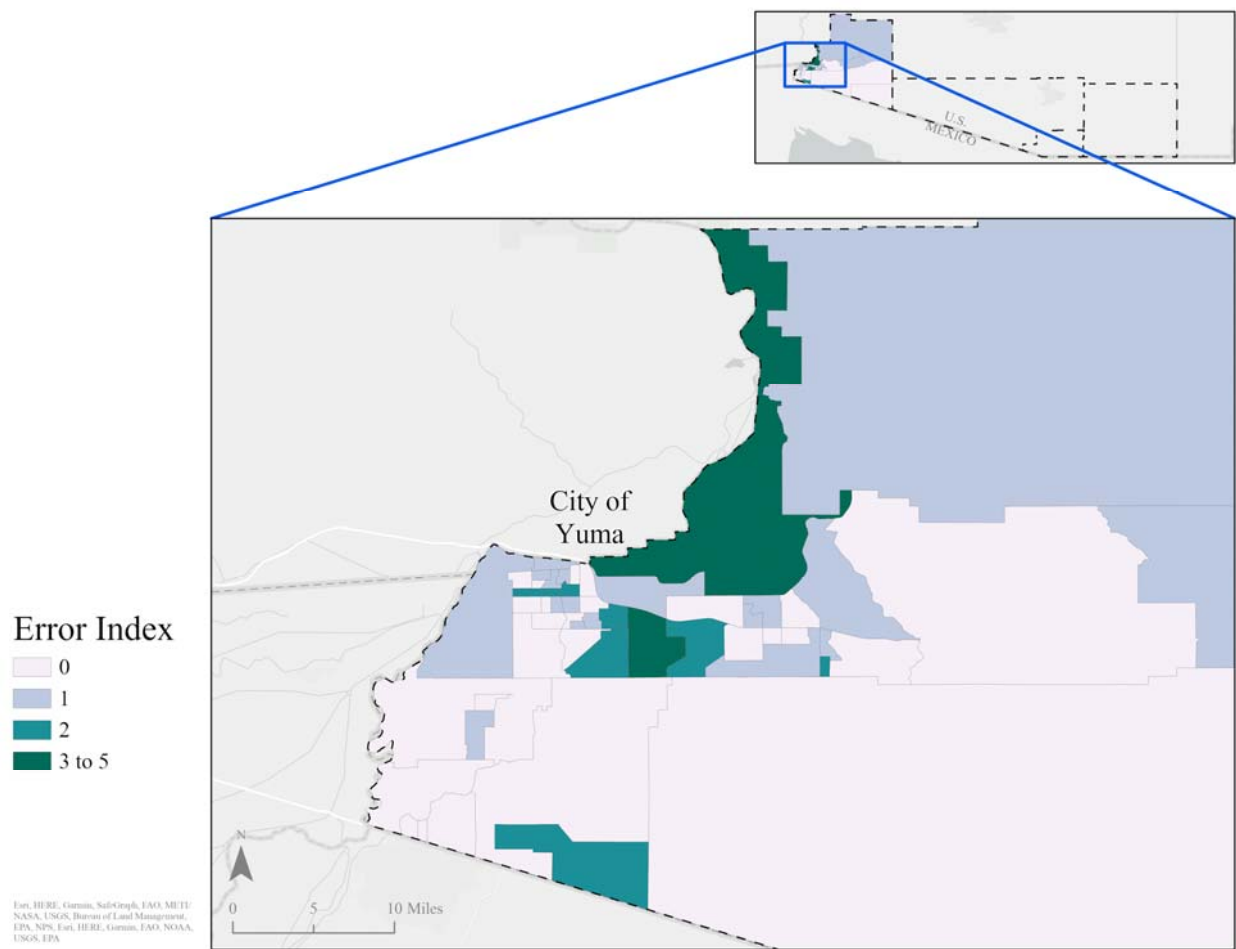 U.S.
MEXICO
City of
Yuma
Error Index
0
1
2
3 to 5
N
0 5 10 Miles
Esri, HERE, Garmin, SafeGraph, FAO, METI/
NASA, USGS, Bureau of Land Management,
EPA, NPS, Esri, HERE, Garmin, FAO, NOAA,
USGS, EPA